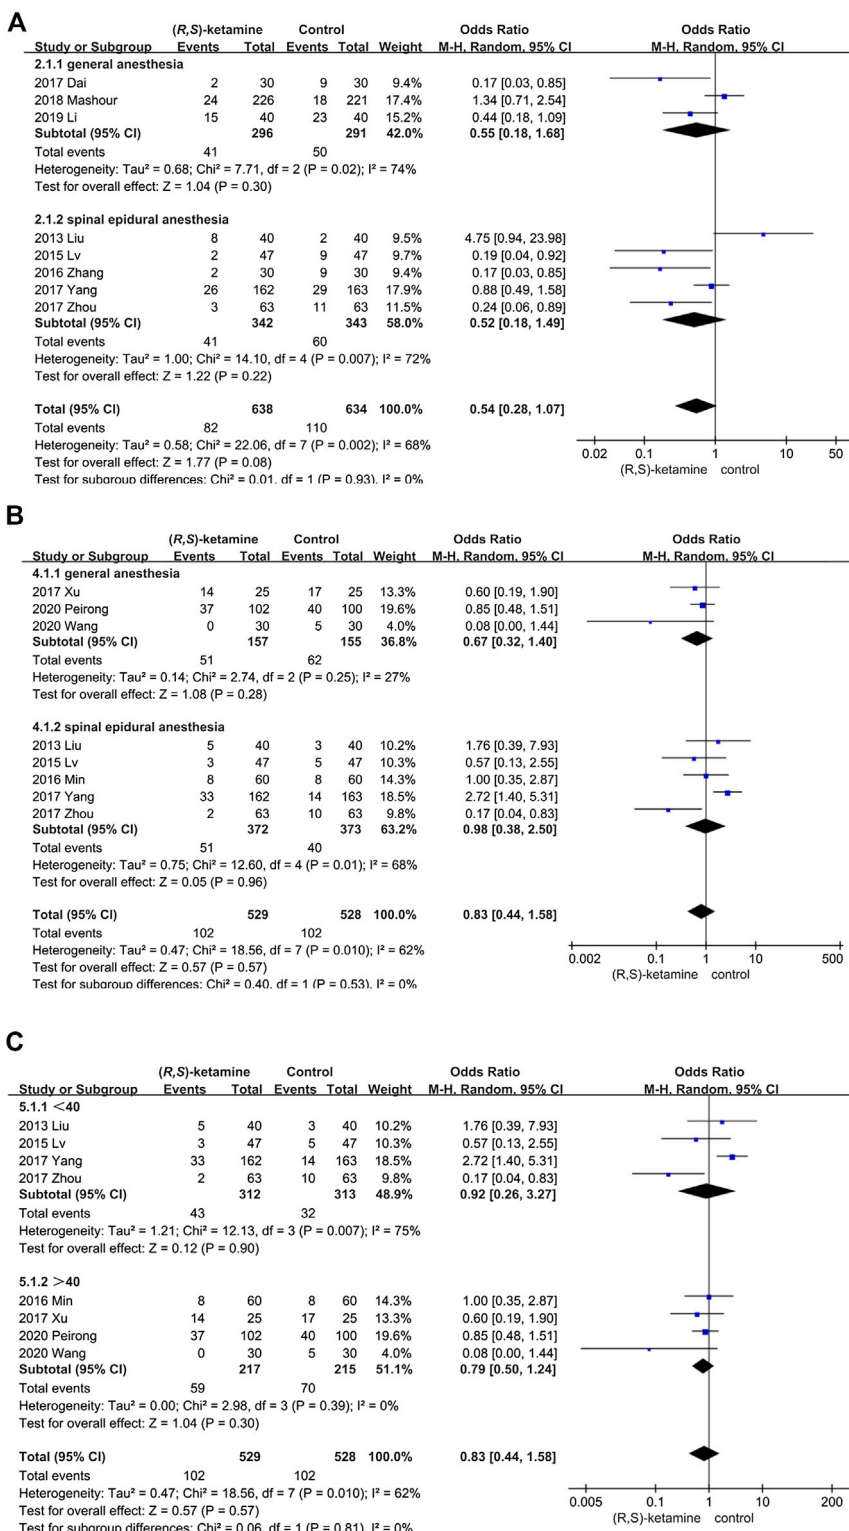 A
(R,S)-ketamine Control Odds Ratio Odds Ratio
Study or Subgroup Events Total Events Total Weight M-H, Random, 95% CI M-H, Random, 95% CI
2.1.1 general anesthesia
2017 Dai 2 30 9 30 9.4% 0.17 [0.03, 0.85]
2018 Mashour 24 226 18 221 17.4% 1.34 [0.71, 2.54]
2019 Li 15 40 23 40 15.2% 0.44 [0.18, 1.09]
Subtotal (95% CI) 296 291 42.0% 0.55 [0.18, 1.68]
Total events 41 50
Heterogeneity: Tau² = 0.68; Chi² = 7.71, df = 2 (P = 0.02); I² = 74%
Test for overall effect: Z = 1.04 (P = 0.30)
2.1.2 spinal epidural anesthesia
2013 Liu 8 40 2 40 9.5% 4.75 [0.94, 23.98]
2015 Lv 2 47 9 47 9.7% 0.19 [0.04, 0.92]
2016 Zhang 2 30 9 30 9.4% 0.17 [0.03, 0.85]
2017 Yang 26 162 29 163 17.9% 0.88 [0.49, 1.58]
2017 Zhou 3 63 11 63 11.5% 0.24 [0.06, 0.89]
Subtotal (95% CI) 342 343 58.0% 0.52 [0.18, 1.49]
Total events 41 60
Heterogeneity: Tau² = 1.00; Chi² = 14.10, df = 4 (P = 0.007); I² = 72%
Test for overall effect: Z = 1.22 (P = 0.22)
Total (95% CI) 638 634 100.0% 0.54 [0.28, 1.07]
Total events 82 110
Heterogeneity: Tau² = 0.58; Chi² = 22.06, df = 7 (P = 0.002); I² = 68%
Test for overall effect: Z = 1.77 (P = 0.08)
Test for subgroup differences: Chi² = 0.01, df = 1 (P = 0.93), I² = 0%
0.02 0.1 1 10 50
(R,S)-ketamine control
B
(R,S)-ketamine Control Odds Ratio Odds Ratio
Study or Subgroup Events Total Events Total Weight M-H, Random, 95% CI M-H, Random, 95% CI
4.1.1 general anesthesia
2017 Xu 14 25 17 25 13.3% 0.60 [0.19, 1.90]
2020 Peirong 37 102 40 100 19.6% 0.85 [0.48, 1.51]
2020 Wang 0 30 5 30 4.0% 0.08 [0.00, 1.44]
Subtotal (95% CI) 157 155 36.8% 0.67 [0.32, 1.40]
Total events 51 62
Heterogeneity: Tau² = 0.14; Chi² = 2.74, df = 2 (P = 0.25); I² = 27%
Test for overall effect: Z = 1.08 (P = 0.28)
4.1.2 spinal epidural anesthesia
2013 Liu 5 40 3 40 10.2% 1.76 [0.39, 7.93]
2015 Lv 3 47 5 47 10.3% 0.57 [0.13, 2.55]
2016 Min 8 60 8 60 14.3% 1.00 [0.35, 2.87]
2017 Yang 33 162 14 163 18.5% 2.72 [1.40, 5.31]
2017 Zhou 2 63 10 63 9.8% 0.17 [0.04, 0.83]
Subtotal (95% CI) 372 373 63.2% 0.98 [0.38, 2.50]
Total events 51 40
Heterogeneity: Tau² = 0.75; Chi² = 12.60, df = 4 (P = 0.01); I² = 68%
Test for overall effect: Z = 0.05 (P = 0.96)
Total (95% CI) 529 528 100.0% 0.83 [0.44, 1.58]
Total events 102 102
Heterogeneity: Tau² = 0.47; Chi² = 18.56, df = 7 (P = 0.010); I² = 62%
Test for overall effect: Z = 0.57 (P = 0.57)
Test for subgroup differences: Chi² = 0.40, df = 1 (P = 0.53), I² = 0%
0.002 0.1 1 10 500
(R,S)-ketamine control
C
(R,S)-ketamine Control Odds Ratio Odds Ratio
Study or Subgroup Events Total Events Total Weight M-H, Random, 95% CI M-H, Random, 95% CI
5.1.1 <40
2013 Liu 5 40 3 40 10.2% 1.76 [0.39, 7.93]
2015 Lv 3 47 5 47 10.3% 0.57 [0.13, 2.55]
2017 Yang 33 162 14 163 18.5% 2.72 [1.40, 5.31]
2017 Zhou 2 63 10 63 9.8% 0.17 [0.04, 0.83]
Subtotal (95% CI) 312 313 48.9% 0.92 [0.26, 3.27]
Total events 43 32
Heterogeneity: Tau² = 1.21; Chi² = 12.13, df = 3 (P = 0.007); I² = 75%
Test for overall effect: Z = 0.12 (P = 0.90)
5.1.2 >40
2016 Min 8 60 8 60 14.3% 1.00 [0.35, 2.87]
2017 Xu 14 25 17 25 13.3% 0.60 [0.19, 1.90]
2020 Peirong 37 102 40 100 19.6% 0.85 [0.48, 1.51]
2020 Wang 0 30 5 30 4.0% 0.08 [0.00, 1.44]
Subtotal (95% CI) 217 215 51.1% 0.79 [0.50, 1.24]
Total events 59 70
Heterogeneity: Tau² = 0.00; Chi² = 2.98, df = 3 (P = 0.39); I² = 0%
Test for overall effect: Z = 1.04 (P = 0.30)
Total (95% CI) 529 528 100.0% 0.83 [0.44, 1.58]
Total events 102 102
Heterogeneity: Tau² = 0.47; Chi² = 18.56, df = 7 (P = 0.010); I² = 62%
Test for overall effect: Z = 0.57 (P = 0.57)
Test for subgroup differences: Chi² = 0.06, df = 1 (P = 0.81), I² = 0%
0.005 0.1 1 10 200
(R,S)-ketamine control